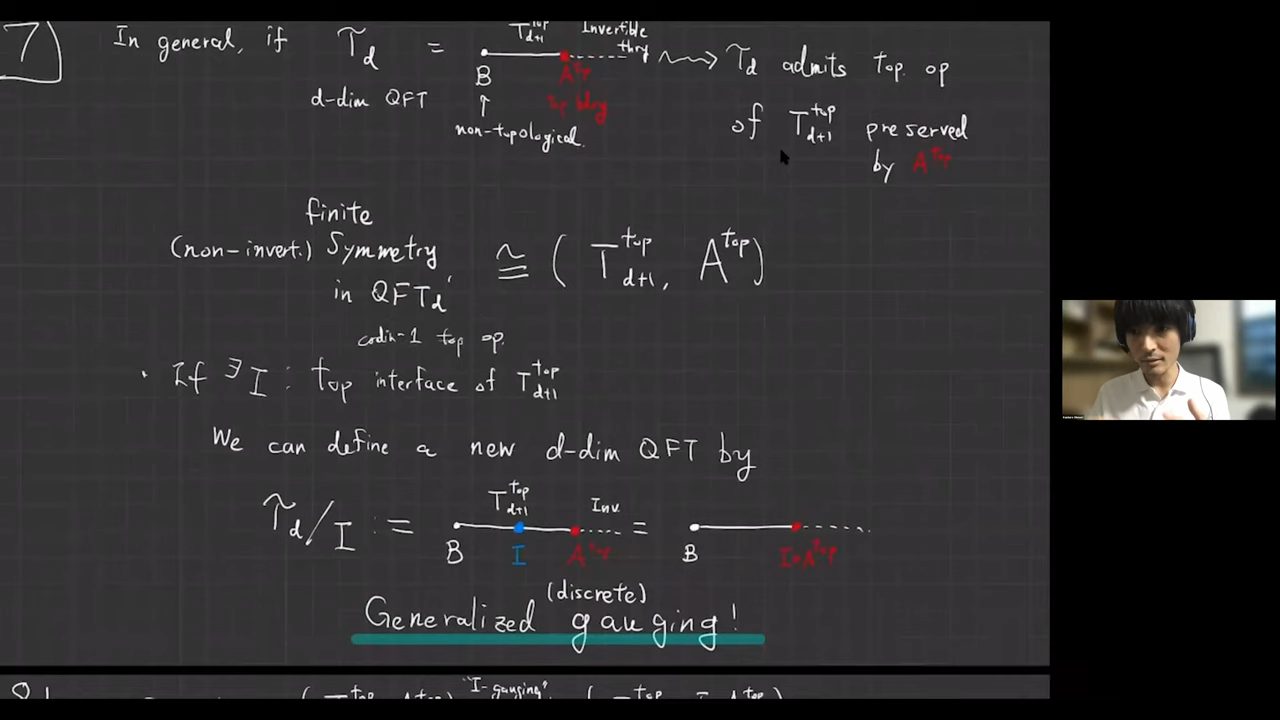 7
In general, if 𝒯_d = T^top_{d+1} Invertible thry ⇝ 𝒯_d admits top. op
B A^top
d-dim QFT ↑ top bdry of T^top_{d+1} preserved
non-topological. by A^top
finite
(non-invert.) Symmetry ≅ ( T^top_{d+1}, A^top )
in QFT_d
codim-1 top op.
· If ∃ I : top interface of T^top_{d+1}
We can define a new d-dim QFT by
T^top_{d+1} Inv.
𝒯_d/I := =
B I A^top B I∘A^top
(discrete)
Generalized gauging!
"I-gauging"